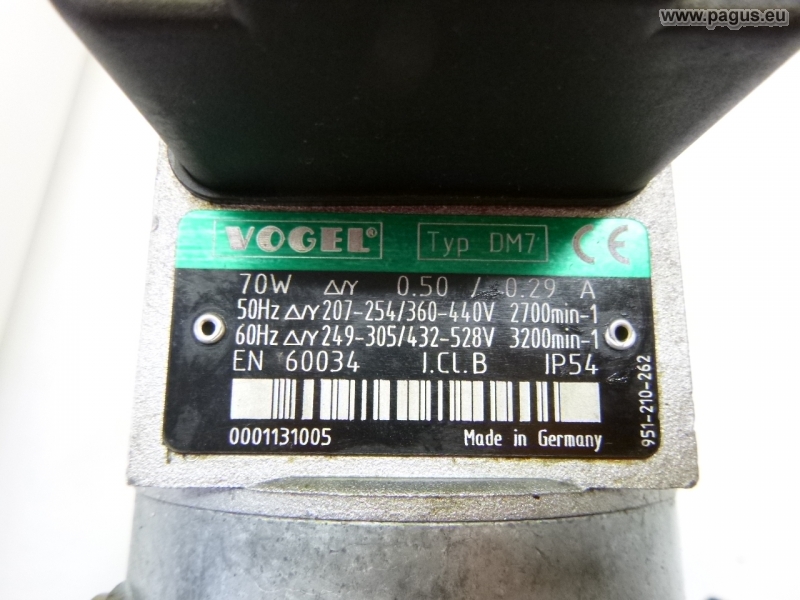 www.pagus.eu
VOGEL® Typ DM7 CE
70W Δ/Y 0.50 / 0.29 A
50Hz Δ/Y 207-254/360-440V 2700min-1
60Hz Δ/Y 249-305/432-528V 3200min-1
EN 60034 I.Cl.B IP54
0001131005 Made in Germany
951-210-262